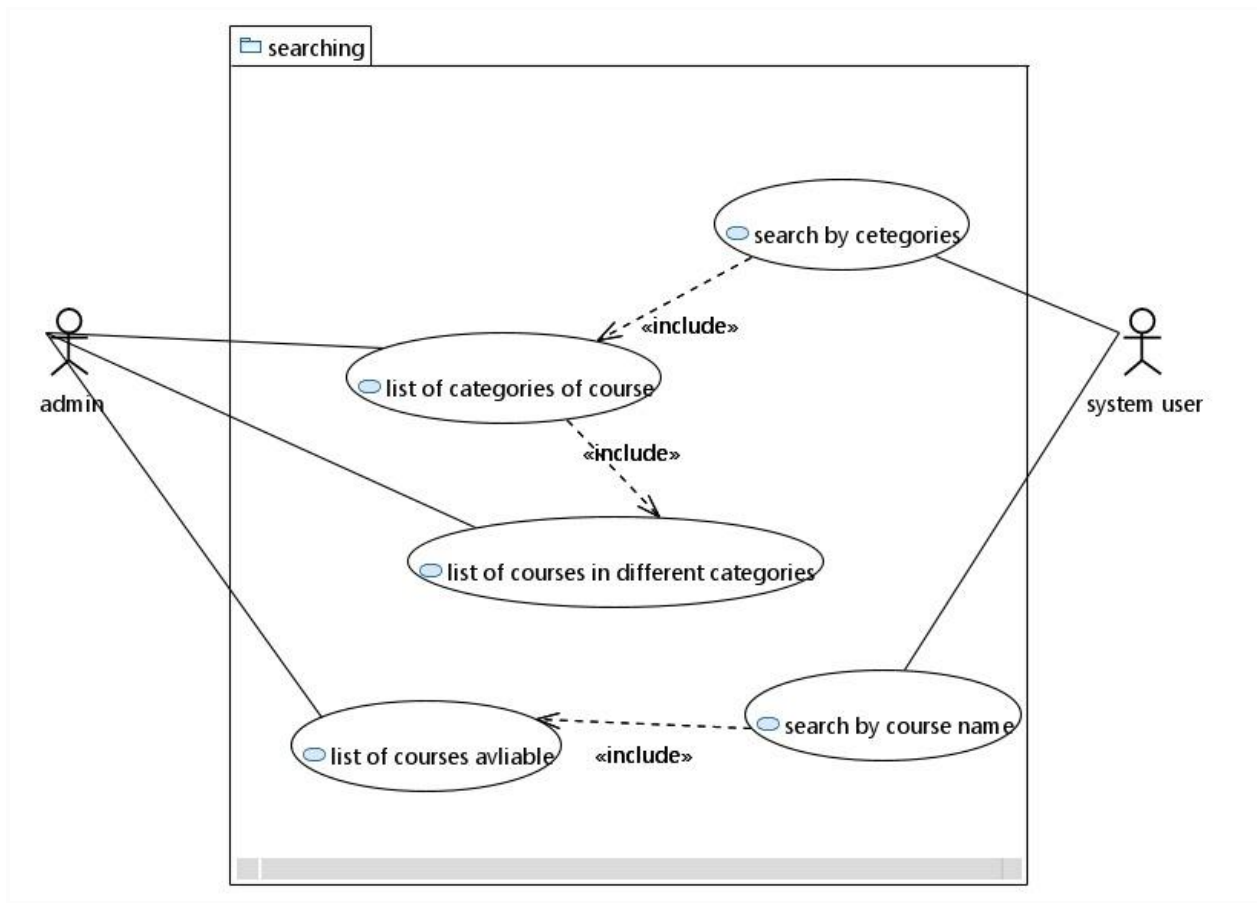 searching
search by cetegories
«include»
list of categories of course
admin
system user
«include»
list of courses in different categories
search by course name
list of courses avliable
«include»